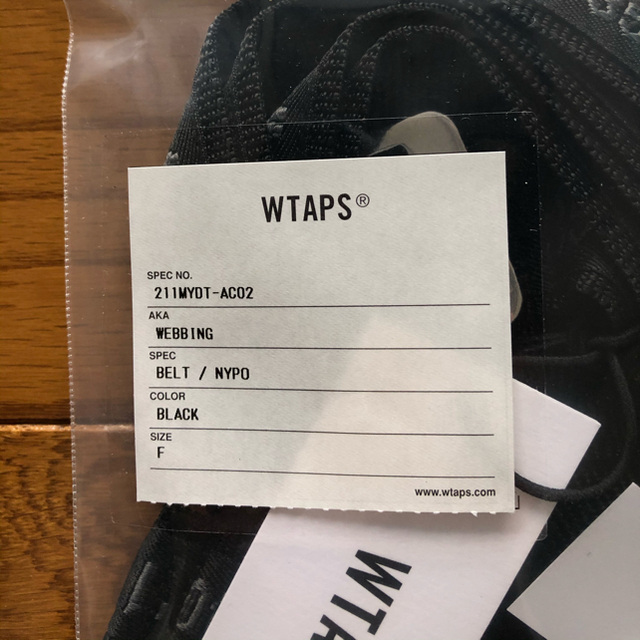 WTAPS®
SPEC NO.
211MYDT-AC02
AKA
WEBBING
SPEC
BELT / NYPO
COLOR
BLACK
SIZE
F
www.wtaps.com
WTA